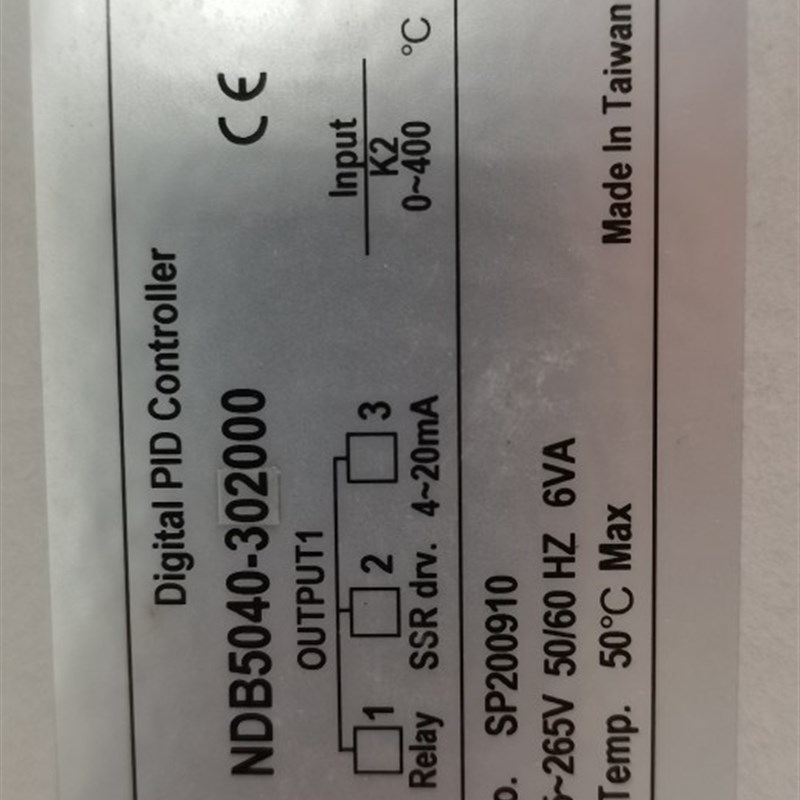 Digital PID Controller
NDB5040-302000 CE
OUTPUT1
Input
1 2 3
K2
Relay SSR drv. 4~20mA
0~400 °C
SP200910
~265V 50/60 HZ 6VA
Temp. 50°C Max Made In Taiwan